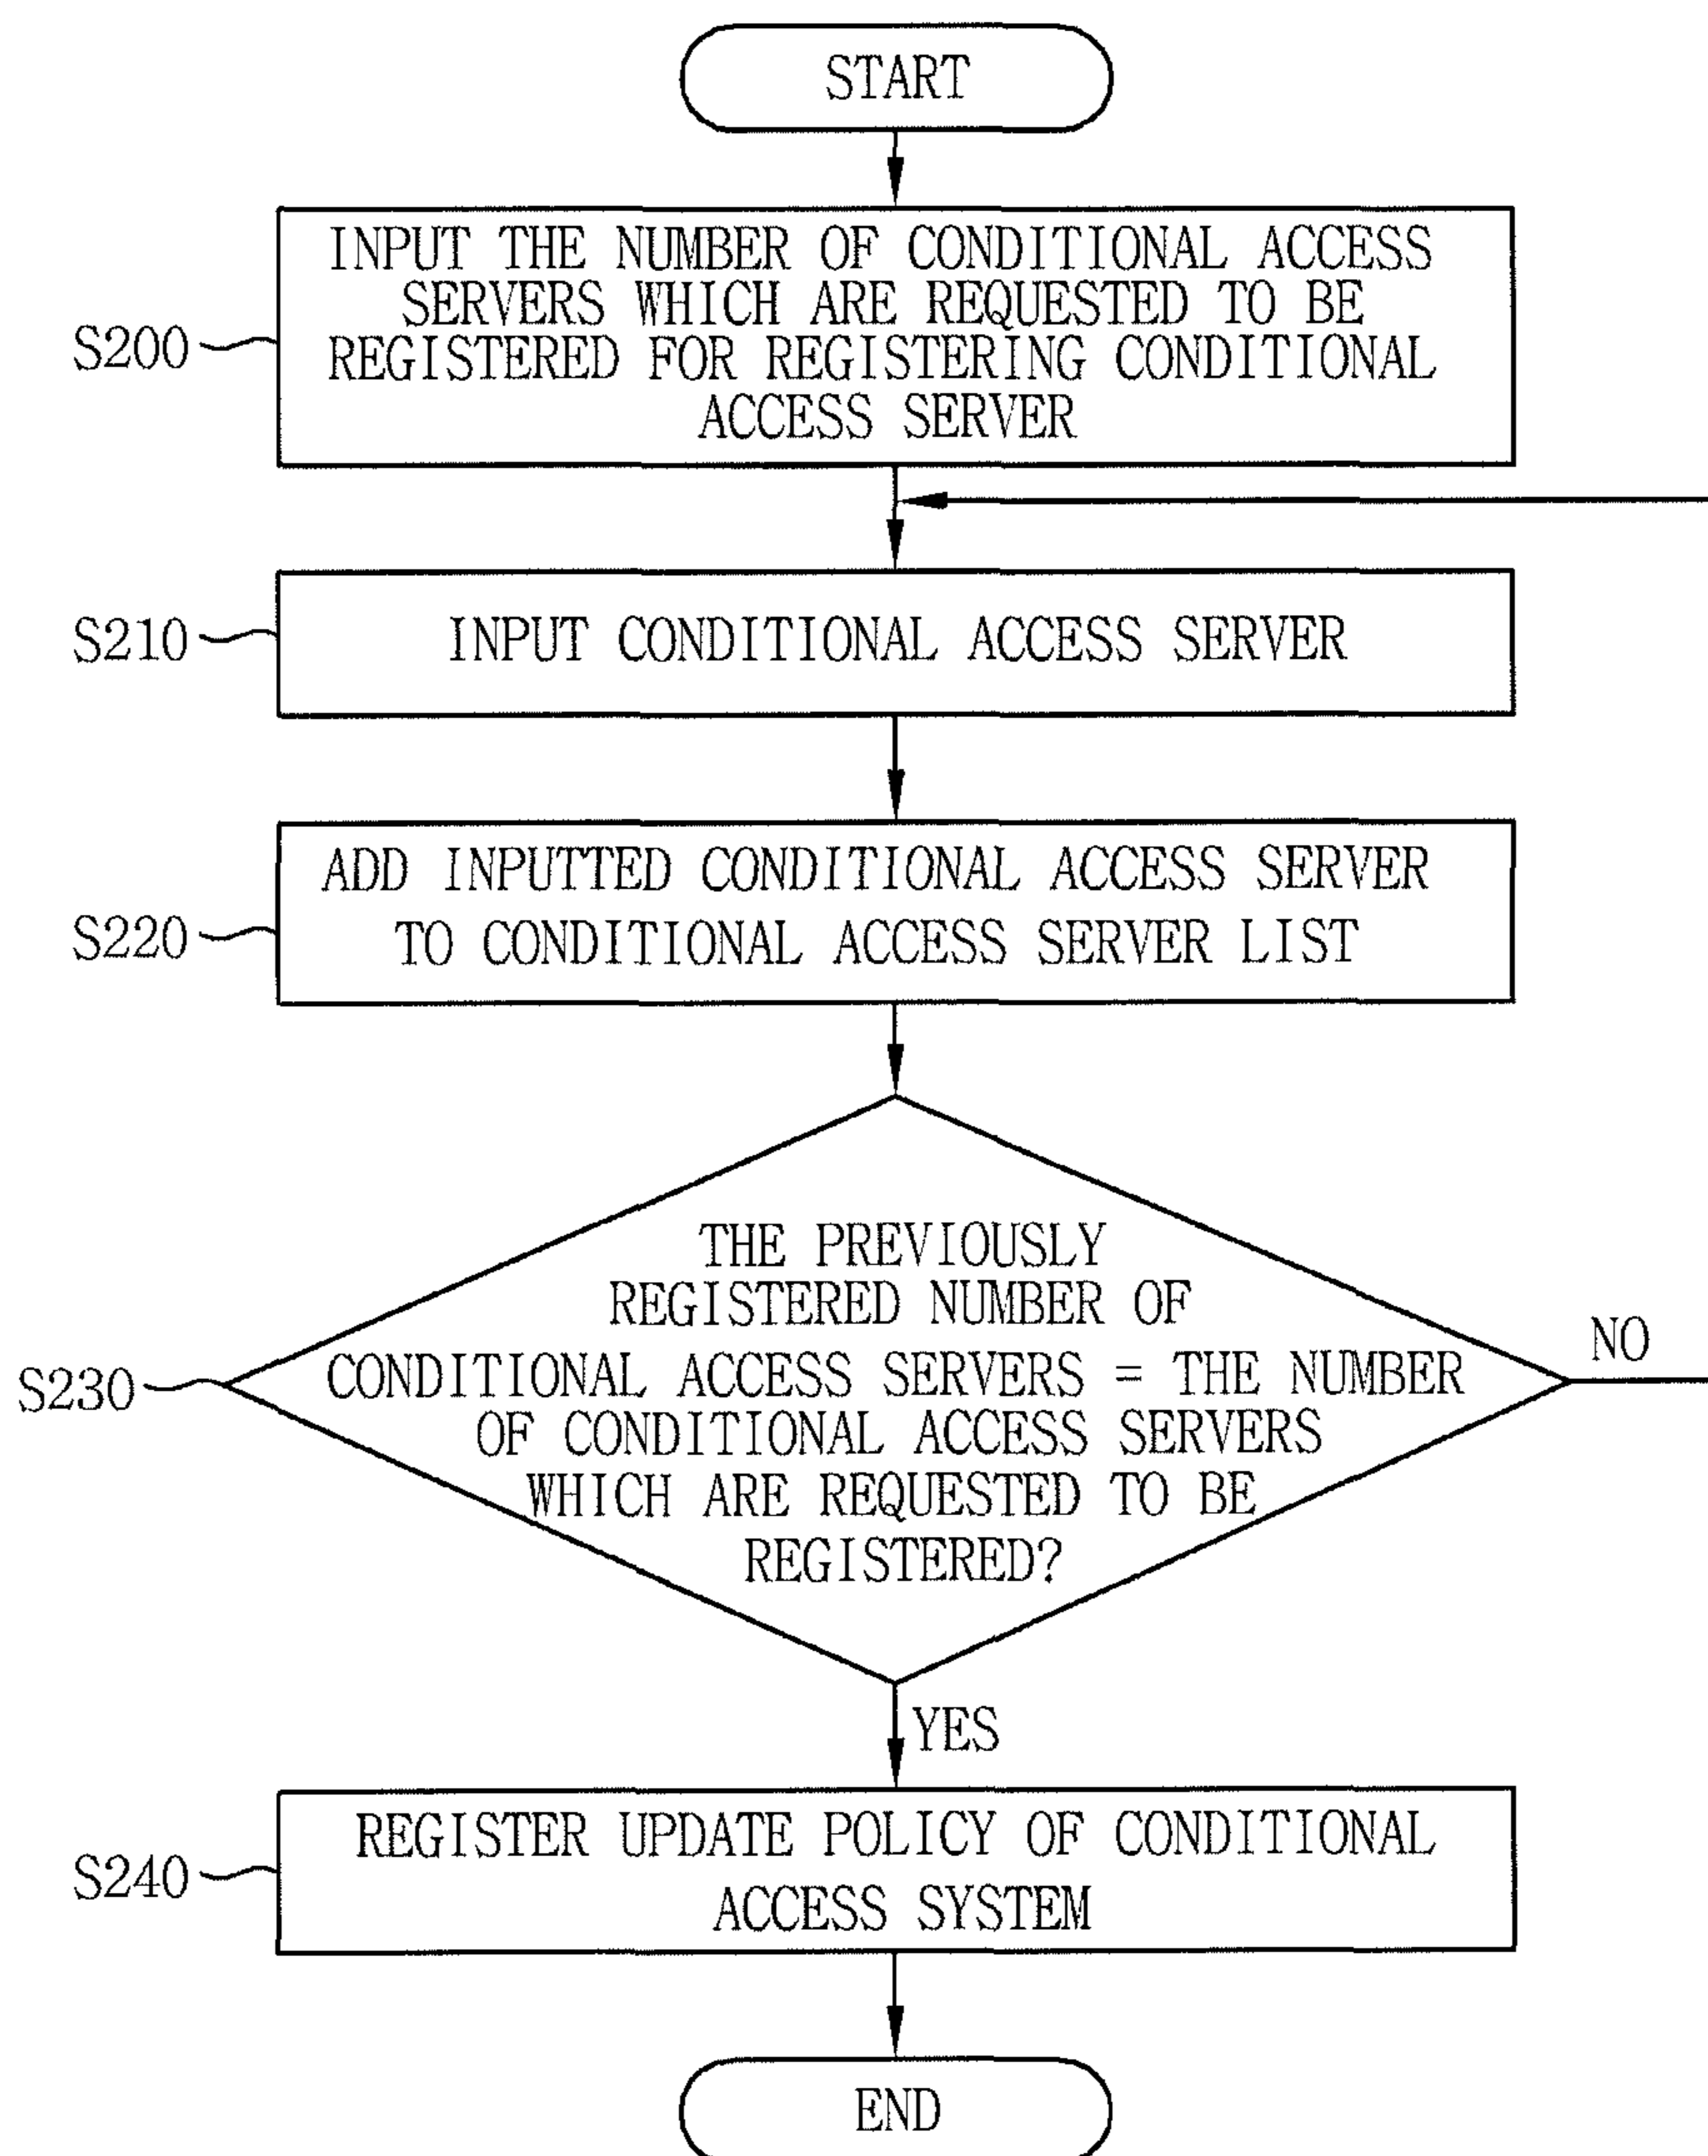 START
INPUT THE NUMBER OF CONDITIONAL ACCESS
SERVERS WHICH ARE REQUESTED TO BE
REGISTERED FOR REGISTERING CONDITIONAL
ACCESS SERVER
S200
INPUT CONDITIONAL ACCESS SERVER
S210
ADD INPUTTED CONDITIONAL ACCESS SERVER
TO CONDITIONAL ACCESS SERVER LIST
S220
THE PREVIOUSLY
REGISTERED NUMBER OF
CONDITIONAL ACCESS SERVERS = THE NUMBER
OF CONDITIONAL ACCESS SERVERS
WHICH ARE REQUESTED TO BE
REGISTERED?
S230
NO
YES
REGISTER UPDATE POLICY OF CONDITIONAL
ACCESS SYSTEM
S240
END